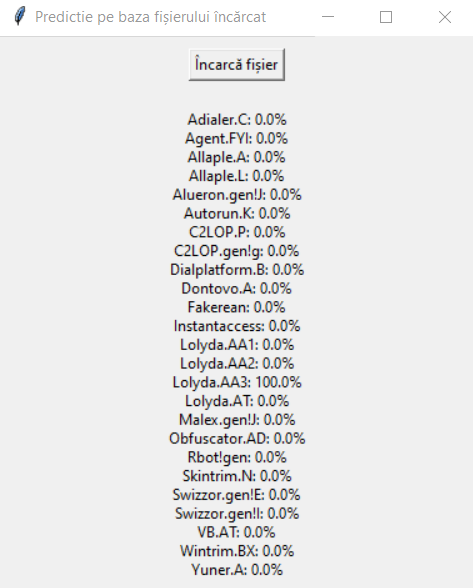 Predictie pe baza fișierului încărcat
Încarcă fișier
Adialer.C: 0.0%
Agent.FYI: 0.0%
Allaple.A: 0.0%
Allaple.L: 0.0%
Alueron.gen!J: 0.0%
Autorun.K: 0.0%
C2LOP.P: 0.0%
C2LOP.gen!g: 0.0%
Dialplatform.B: 0.0%
Dontovo.A: 0.0%
Fakerean: 0.0%
Instantaccess: 0.0%
Lolyda.AA1: 0.0%
Lolyda.AA2: 0.0%
Lolyda.AA3: 100.0%
Lolyda.AT: 0.0%
Malex.gen!J: 0.0%
Obfuscator.AD: 0.0%
Rbot!gen: 0.0%
Skintrim.N: 0.0%
Swizzor.gen!E: 0.0%
Swizzor.gen!I: 0.0%
VB.AT: 0.0%
Wintrim.BX: 0.0%
Yuner.A: 0.0%